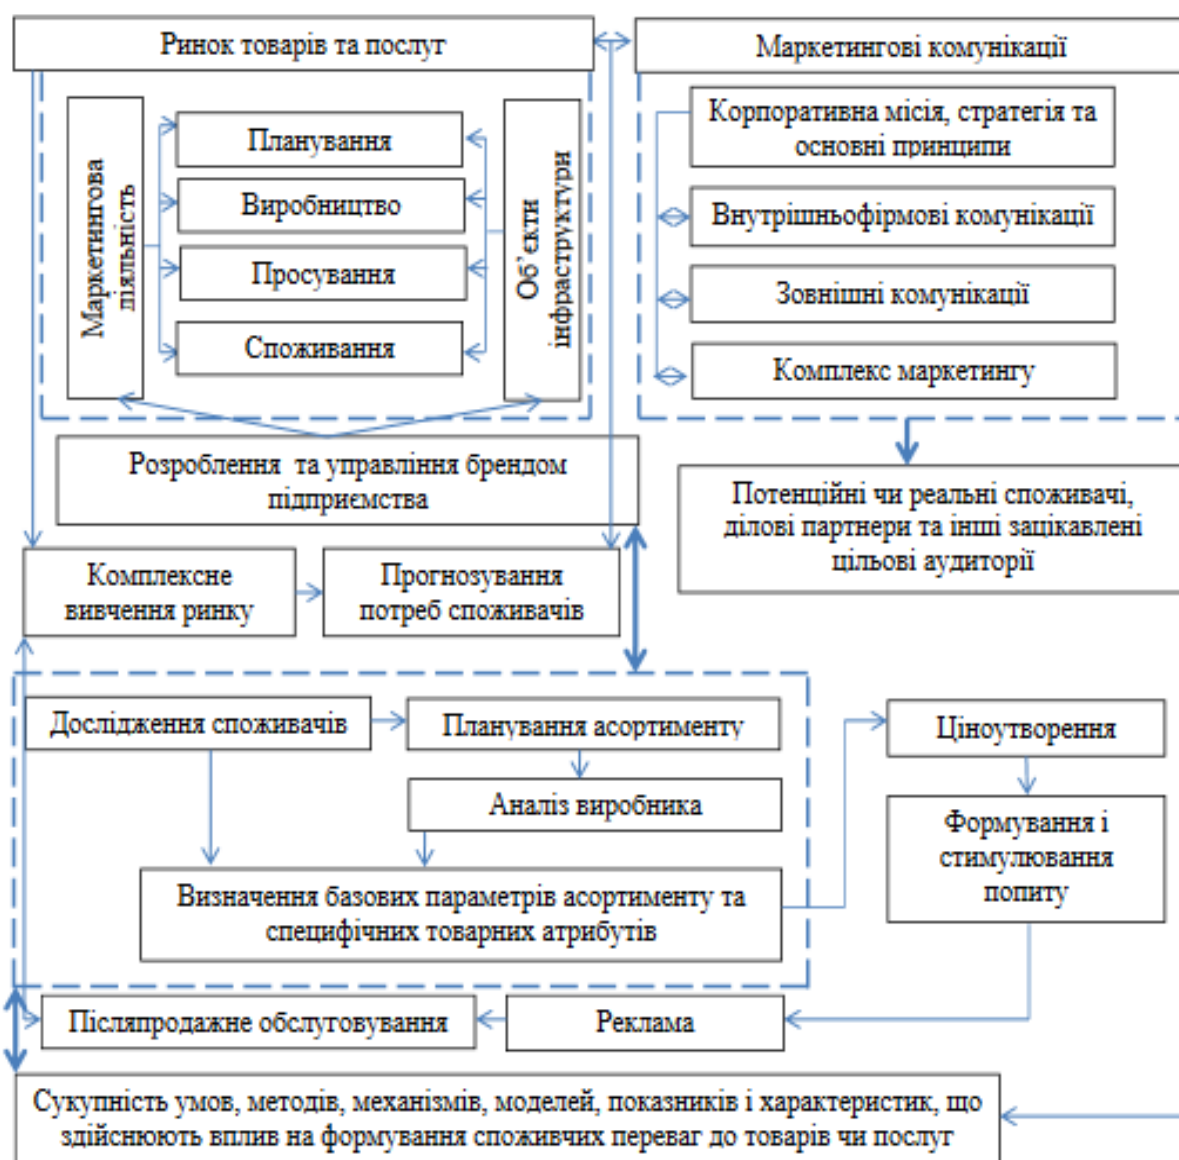 Ринок товарів та послуг
Маркетингові комунікації
Маркетингова
діяльність
Планування
Виробництво
Просування
Споживання
Об’єкти
інфраструктури
Корпоративна місія, стратегія та
основні принципи
Внутрішньофірмові комунікації
Зовнішні комунікації
Комплекс маркетингу
Розроблення та управління брендом
підприємства
Потенційні чи реальні споживачі,
ділові партнери та інші зацікавлені
цільові аудиторії
Комплексне
вивчення ринку
Прогнозування
потреб споживачів
Дослідження споживачів
Планування асортименту
Ціноутворення
Аналіз виробника
Формування і
стимулювання
попиту
Визначення базових параметрів асортименту та
специфічних товарних атрибутів
Післяпродажне обслуговування
Реклама
Сукупність умов, методів, механізмів, моделей, показників і характеристик, що
здійснюють вплив на формування споживчих переваг до товарів чи послуг